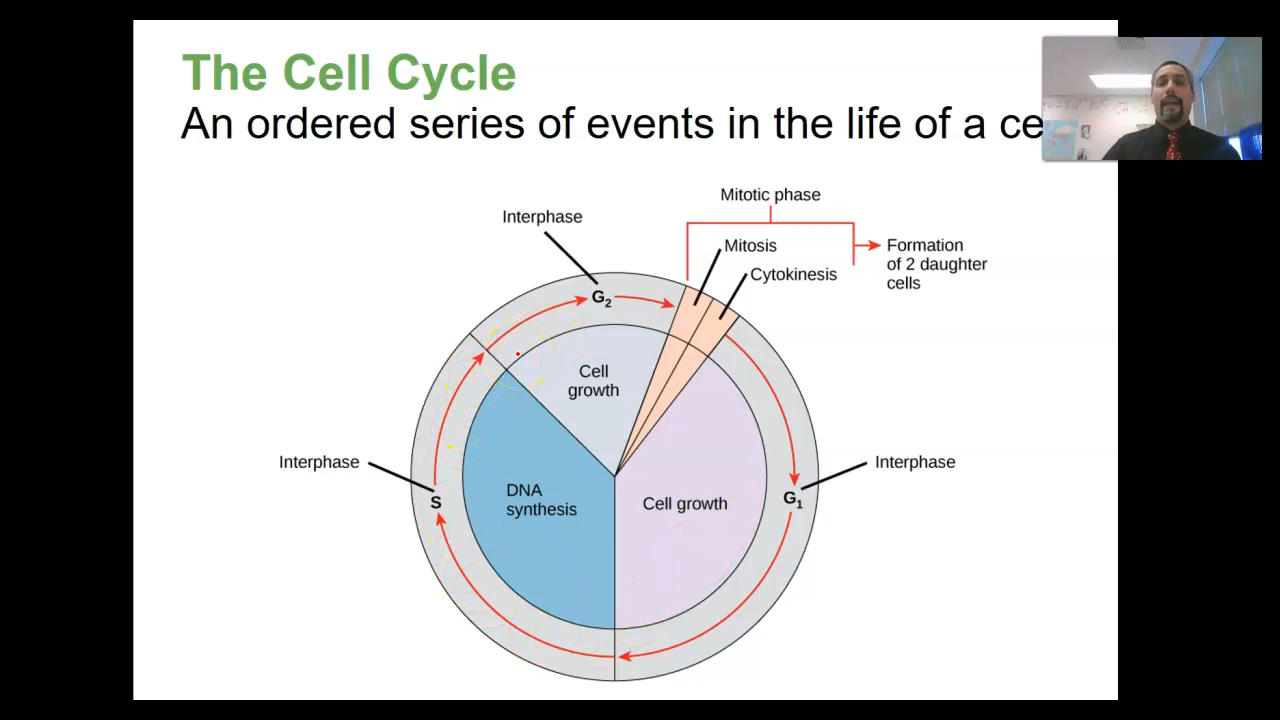 The Cell Cycle
An ordered series of events in the life of a ce
Mitotic phase
Interphase
Mitosis
Formation
of 2 daughter
cells
Cytokinesis
G₂
Cell
growth
Interphase
Interphase
S
DNA
synthesis
Cell growth
G₁